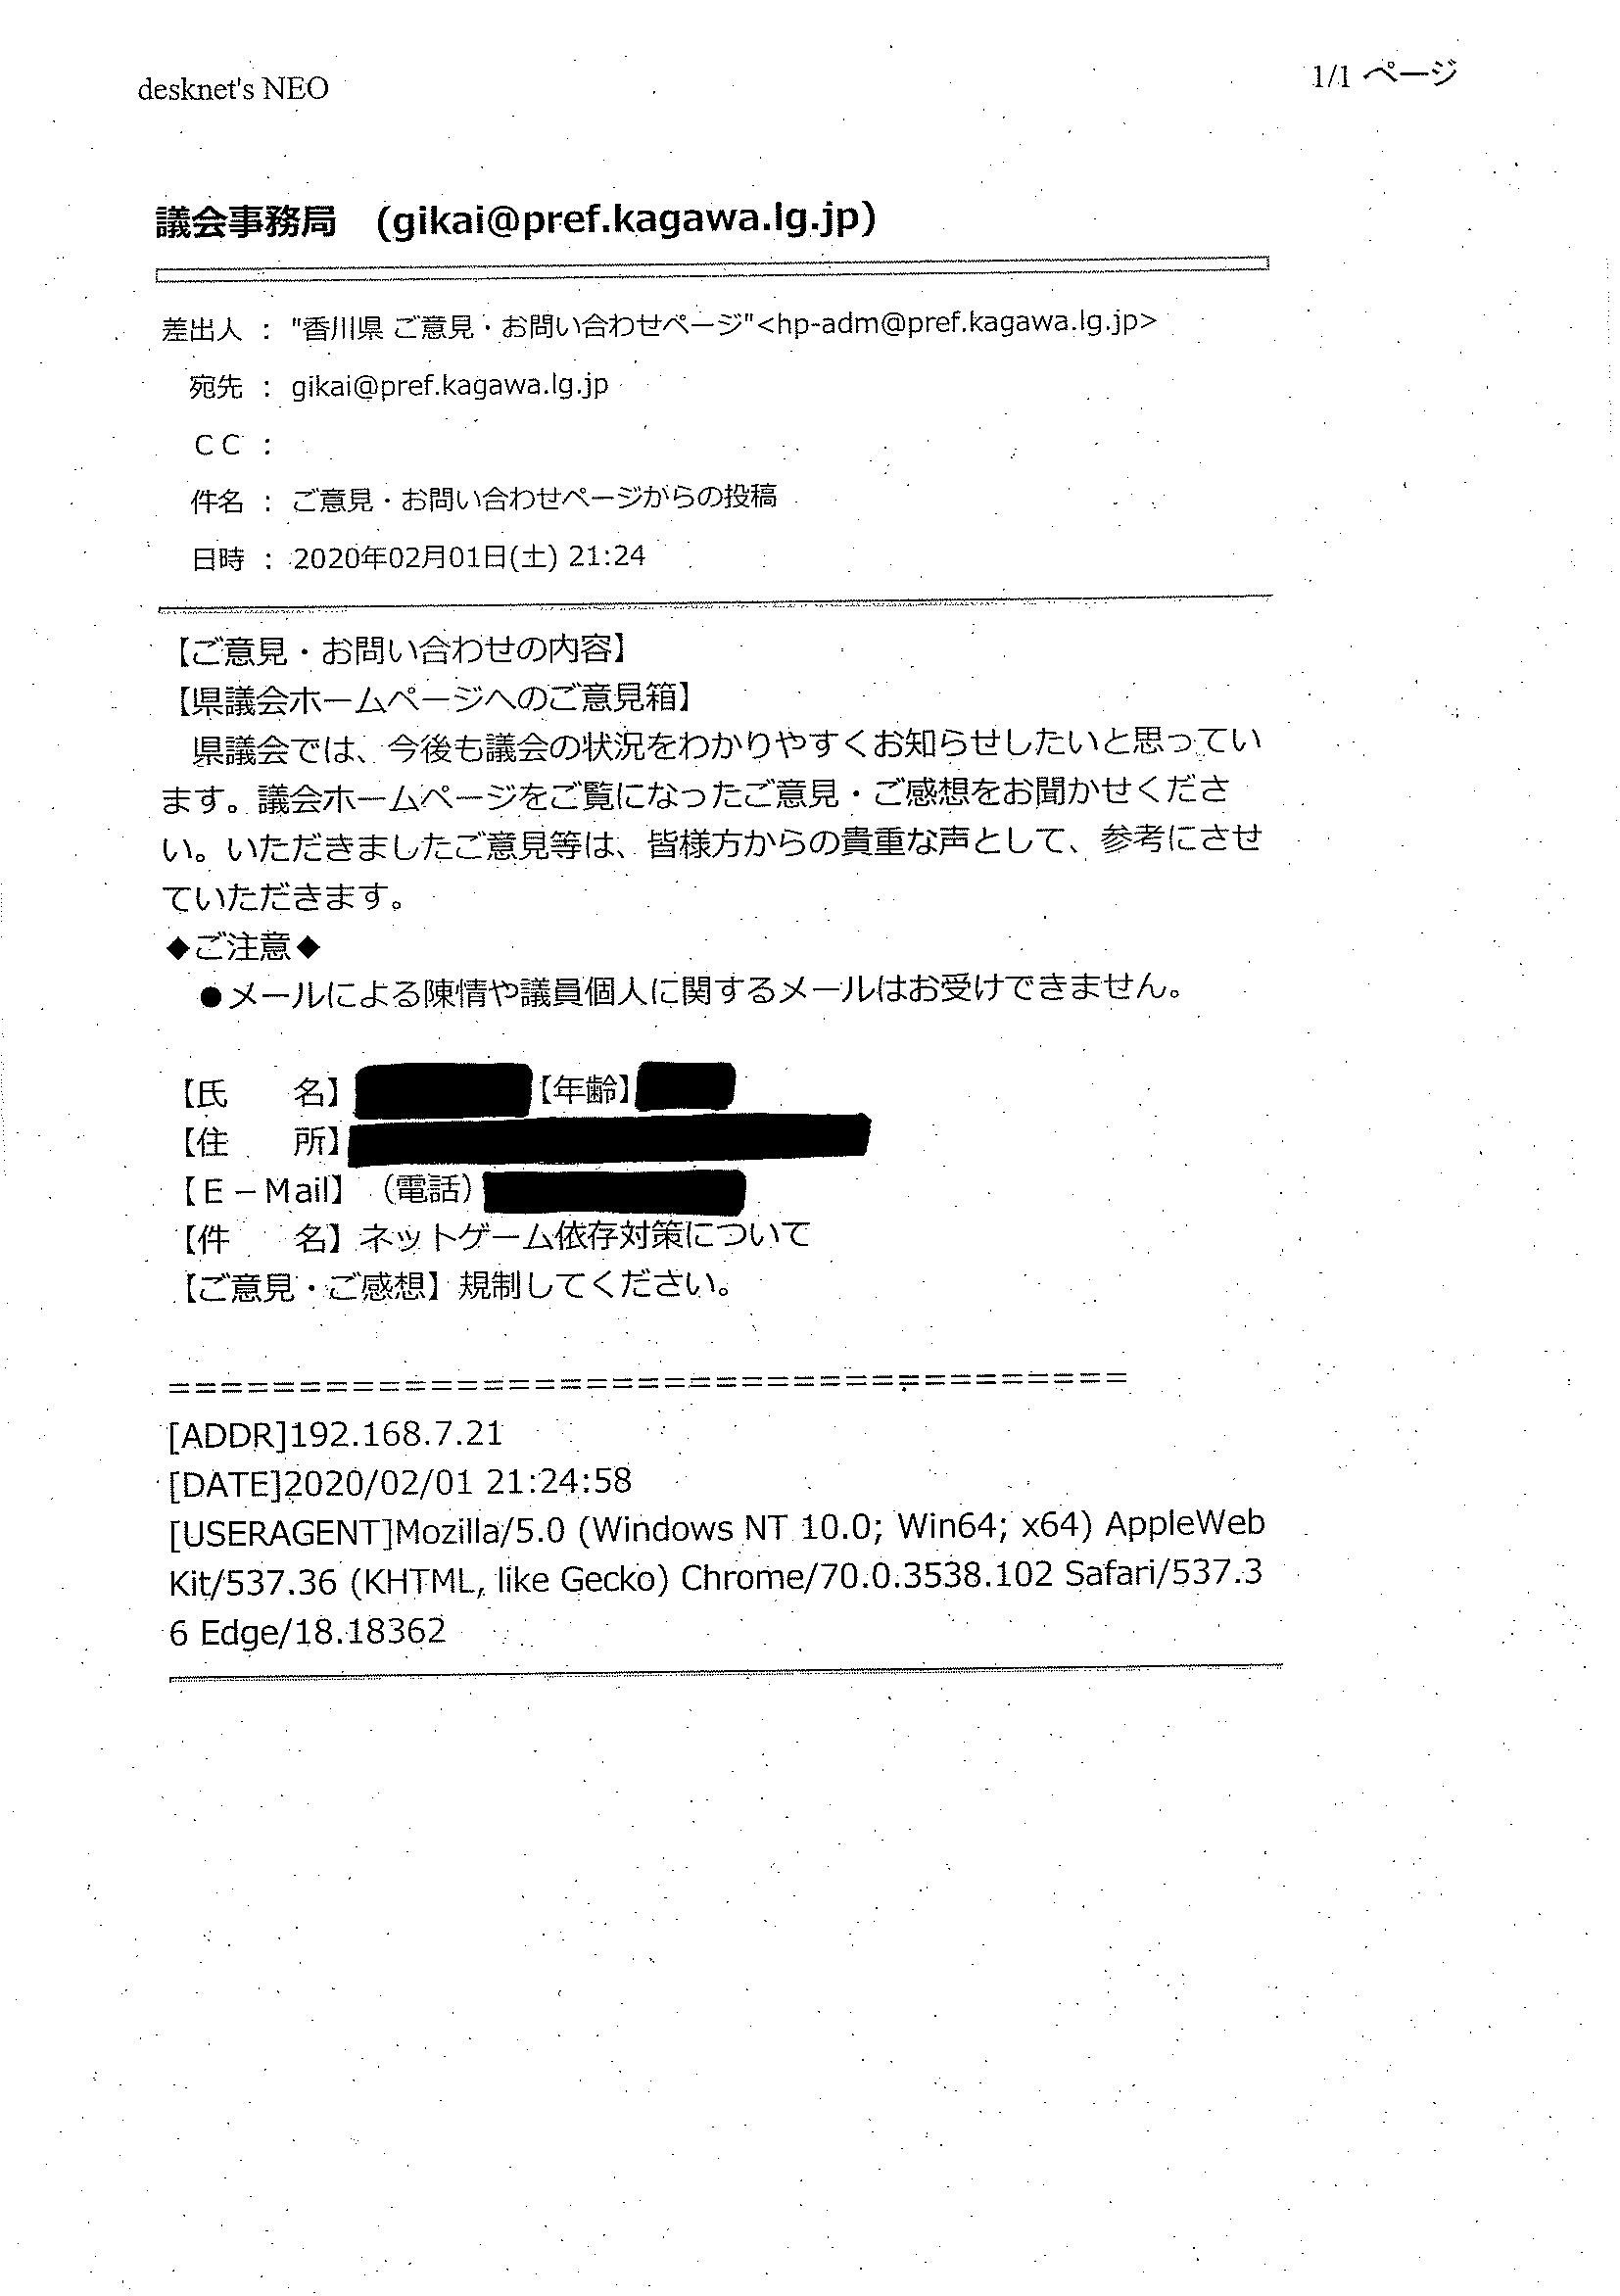 desknet's NEO
1/1 ページ
議会事務局 (gikai@pref.kagawa.lg.jp)
差出人 : "香川県 ご意見・お問い合わせページ"<hp-adm@pref.kagawa.lg.jp>
宛先 : gikai@pref.kagawa.lg.jp
ＣＣ :
件名 : ご意見・お問い合わせページからの投稿
日時 : 2020年02月01日(土) 21:24
【ご意見・お問い合わせの内容】
【県議会ホームページへのご意見箱】
県議会では、今後も議会の状況をわかりやすくお知らせしたいと思ってい
ます。議会ホームページをご覧になったご意見・ご感想をお聞かせくださ
い。いただきましたご意見等は、皆様方からの貴重な声として、参考にさせ
ていただきます。
◆ご注意◆
●メールによる陳情や議員個人に関するメールはお受けできません。
【氏　　名】【年齢】
【住　　所】
【Ｅ－Mail】（電話）
【件　　名】ネットゲーム依存対策について
【ご意見・ご感想】規制してください。
=====================================
[ADDR]192.168.7.21
[DATE]2020/02/01 21:24:58
[USERAGENT]Mozilla/5.0 (Windows NT 10.0; Win64; x64) AppleWeb
Kit/537.36 (KHTML, like Gecko) Chrome/70.0.3538.102 Safari/537.3
6 Edge/18.18362